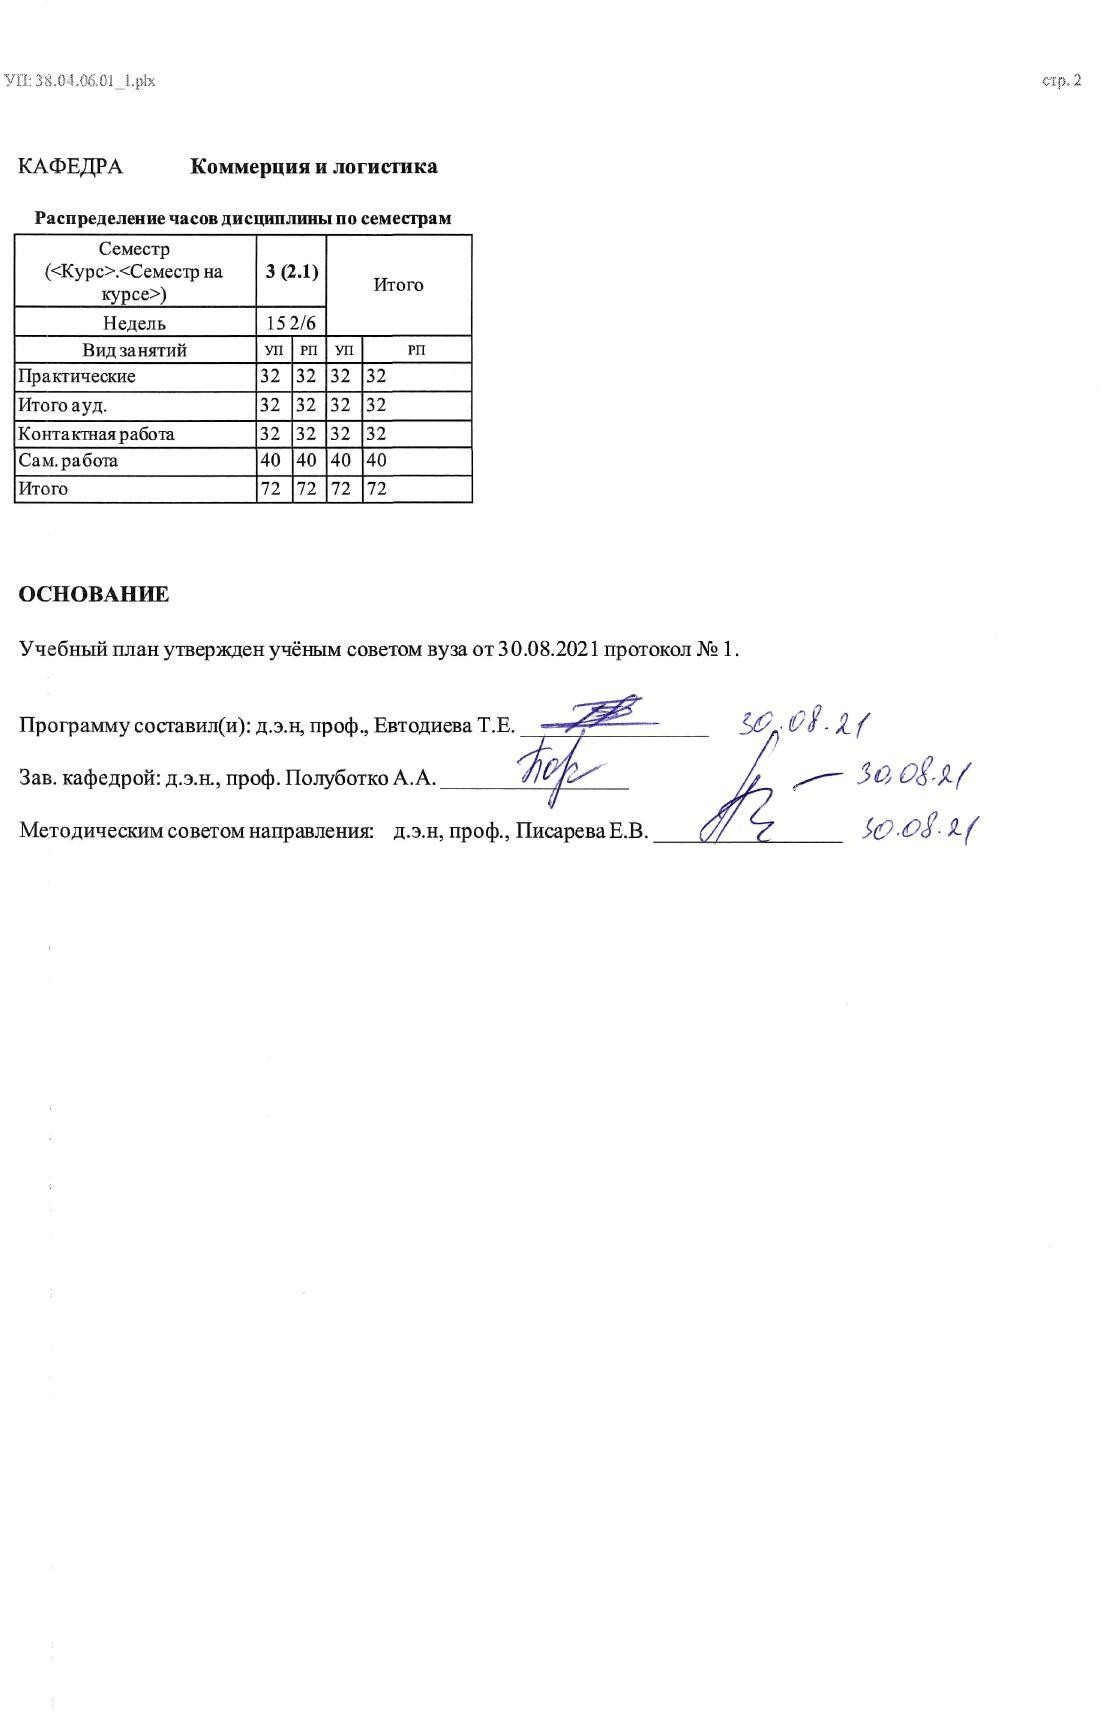 УП: 38.04.06.01_1.plx
стр. 2
КАФЕДРА Коммерция и логистика
Распределение часов дисциплины по семестрам
Семестр
(<Курс>.<Семестр на
курсе>)
3 (2.1)
Итого
Недель 15 2/6
Вид занятий УП РП УП РП
Практические 32 32 32 32
Итого ауд. 32 32 32 32
Контактная работа 32 32 32 32
Сам. работа 40 40 40 40
Итого 72 72 72 72
ОСНОВАНИЕ
Учебный план утвержден учёным советом вуза от 30.08.2021 протокол № 1.
Программу составил(и): д.э.н, проф., Евтодиева Т.Е. 30.08.21
Зав. кафедрой: д.э.н., проф. Полуботко А.А. 30.08.21
Методическим советом направления: д.э.н, проф., Писарева Е.В. 30.08.21